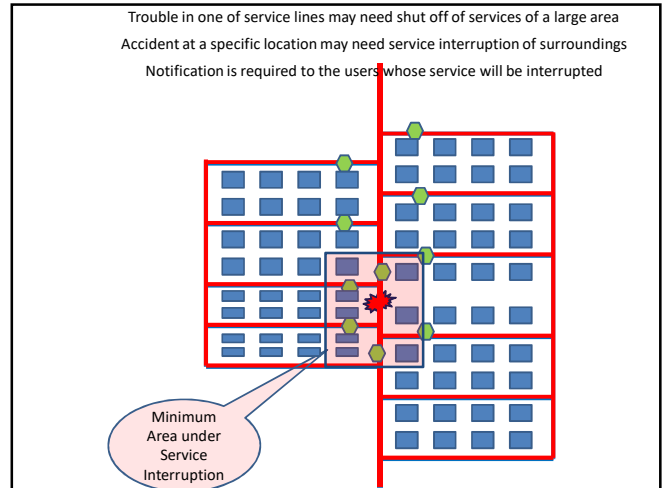 Trouble in one of service lines may need shut off of services of a large area
Accident at a specific location may need service interruption of surroundings
Notification is required to the users whose service will be interrupted
Minimum
Area under
Service
Interruption